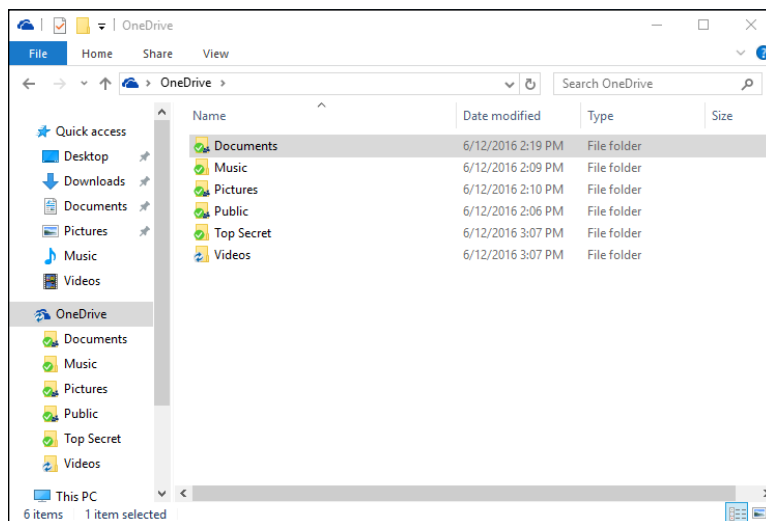 OneDrive
File Home Share View
OneDrive
Search OneDrive
Name Date modified Type Size
Quick access
Desktop
Downloads
Documents
Pictures
Music
Videos
OneDrive
Documents
Music
Pictures
Public
Top Secret
Videos
This PC
Documents 6/12/2016 2:19 PM File folder
Music 6/12/2016 2:09 PM File folder
Pictures 6/12/2016 2:10 PM File folder
Public 6/12/2016 2:06 PM File folder
Top Secret 6/12/2016 3:07 PM File folder
Videos 6/12/2016 3:07 PM File folder
6 items 1 item selected